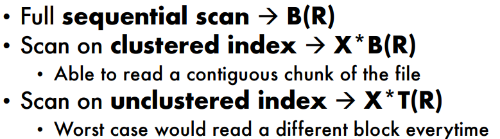 • Full sequential scan → B(R)
• Scan on clustered index → X*B(R)
• Able to read a contiguous chunk of the file
• Scan on unclustered index → X*T(R)
• Worst case would read a different block everytime